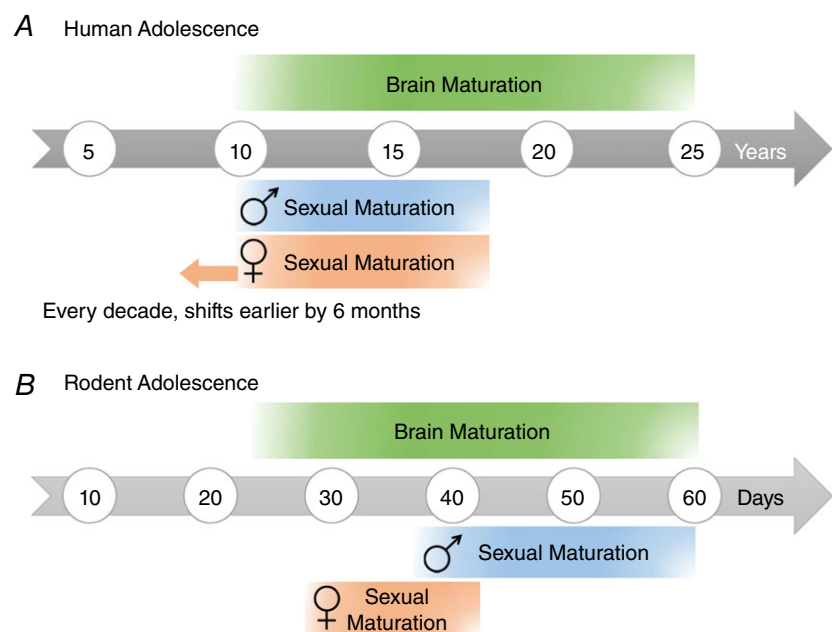 A Human Adolescence
Brain Maturation
5 10 15 20 25 Years
♂ Sexual Maturation
♀ Sexual Maturation
Every decade, shifts earlier by 6 months
B Rodent Adolescence
Brain Maturation
10 20 30 40 50 60 Days
♂ Sexual Maturation
♀ Sexual
Maturation